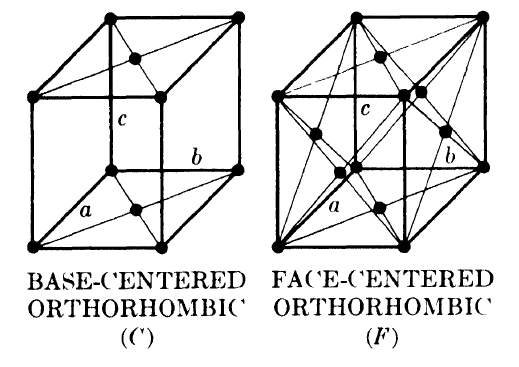 c
b
a
c
b
a
BASE-CENTERED
ORTHORHOMBIC
(C)
FACE-CENTERED
ORTHORHOMBIC
(F)